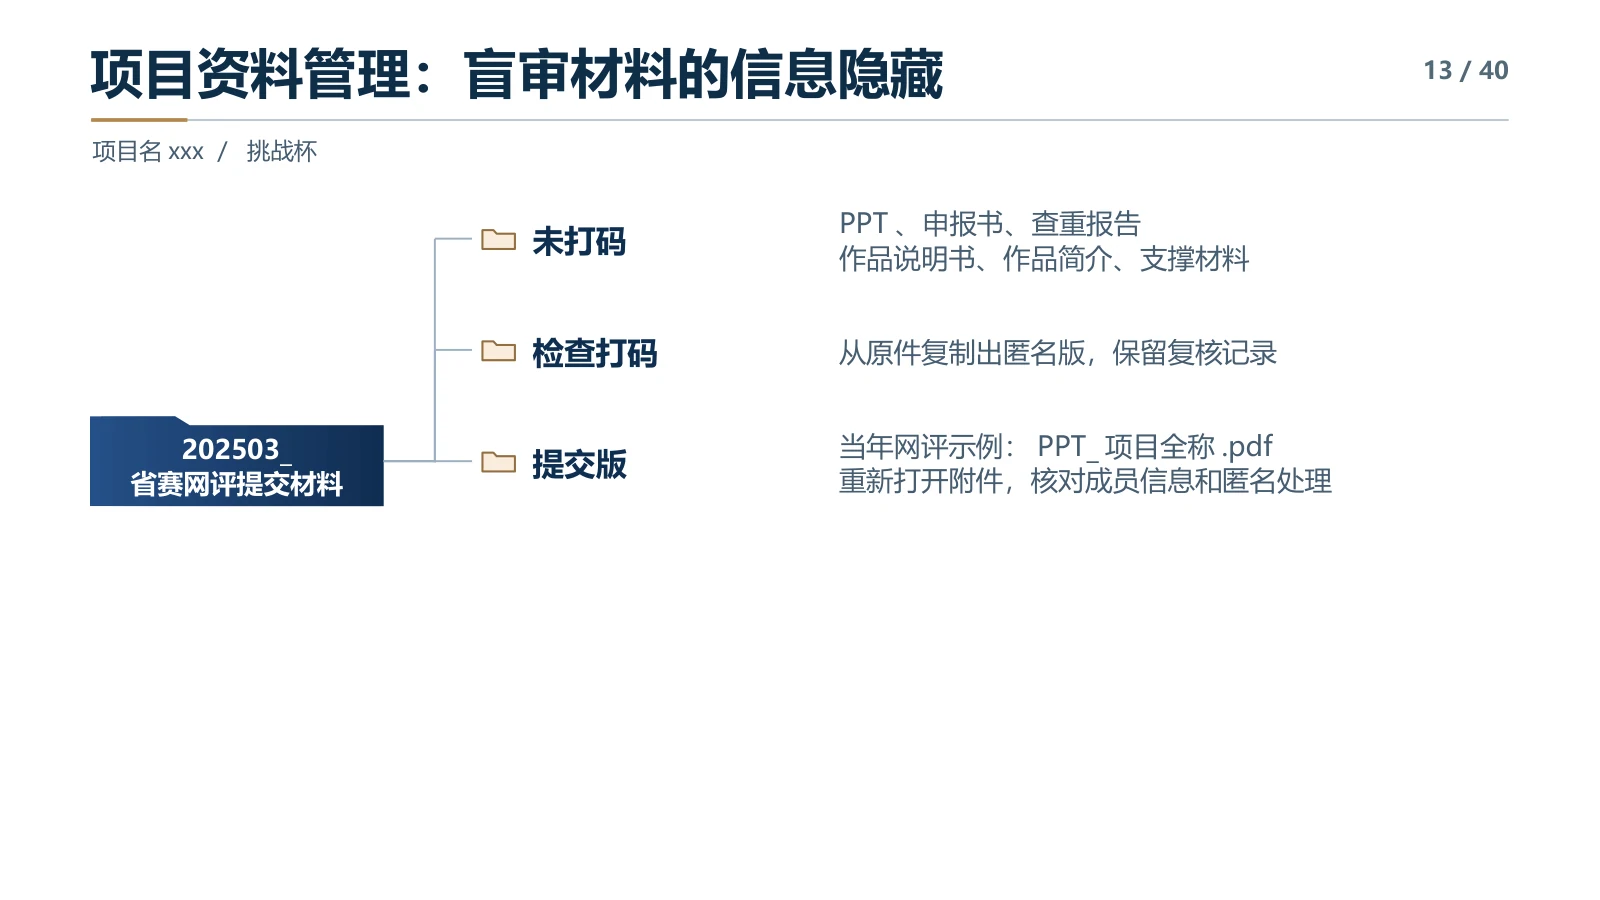 项目资料管理：盲审材料的信息隐藏
13 / 40
项目名 xxx / 挑战杯
未打码
PPT 、申报书、查重报告
作品说明书、作品简介、支撑材料
检查打码
从原件复制出匿名版，保留复核记录
202503_
省赛网评提交材料
提交版
当年网评示例： PPT_ 项目全称 .pdf
重新打开附件，核对成员信息和匿名处理